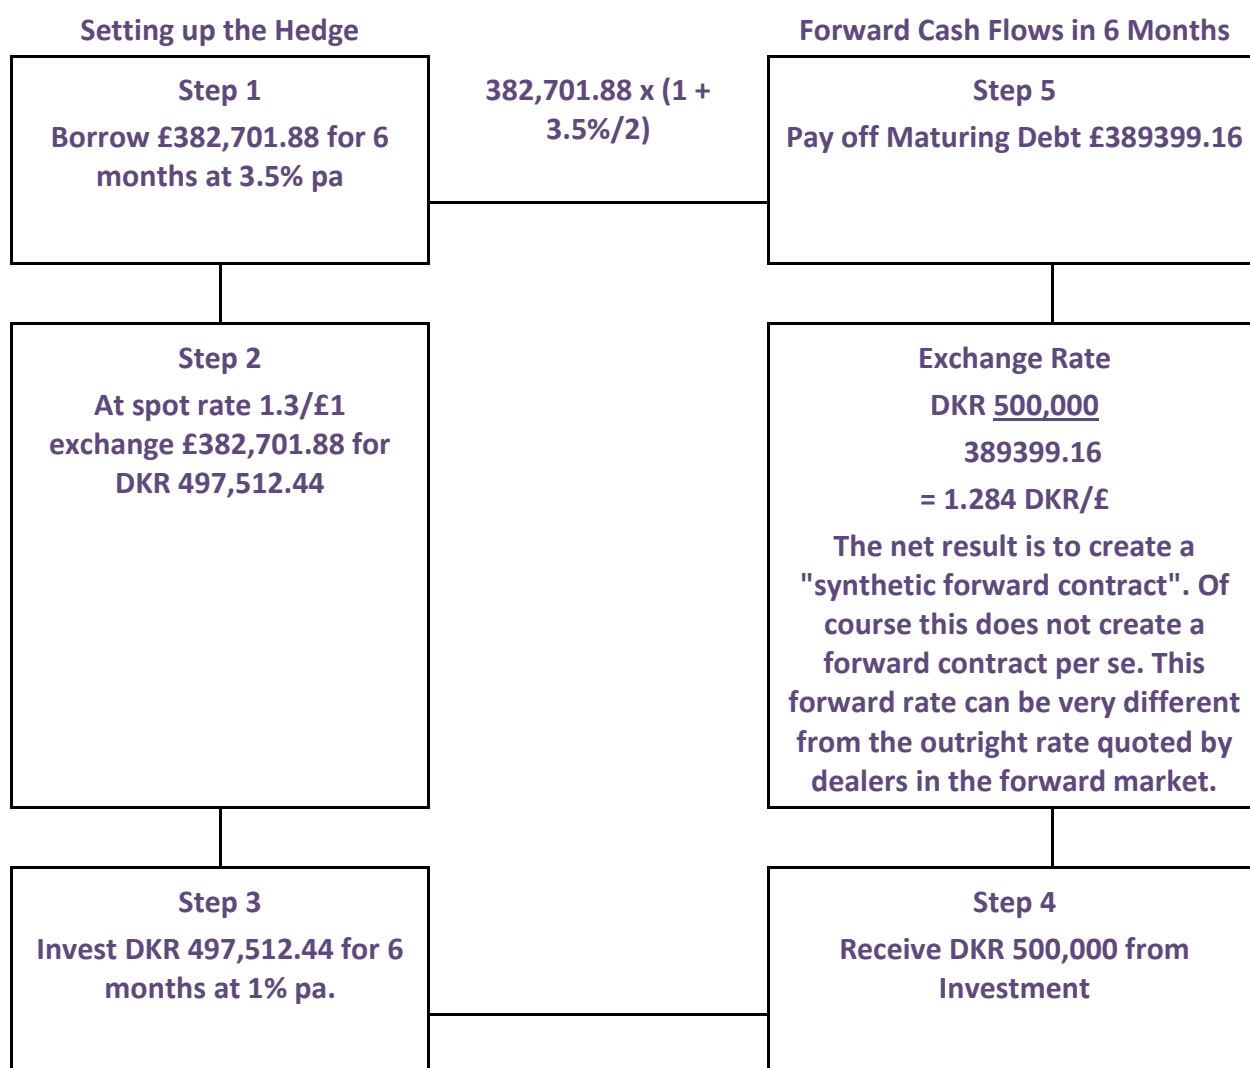 Setting up the Hedge
Forward Cash Flows in 6 Months
Step 1
Borrow £382,701.88 for 6
months at 3.5% pa
382,701.88 x (1 +
3.5%/2)
Step 5
Pay off Maturing Debt £389399.16
Step 2
At spot rate 1.3/£1
exchange £382,701.88 for
DKR 497,512.44
Exchange Rate
DKR 500,000
389399.16
= 1.284 DKR/£
The net result is to create a
"synthetic forward contract". Of
course this does not create a
forward contract per se. This
forward rate can be very different
from the outright rate quoted by
dealers in the forward market.
Step 3
Invest DKR 497,512.44 for 6
months at 1% pa.
Step 4
Receive DKR 500,000 from
Investment